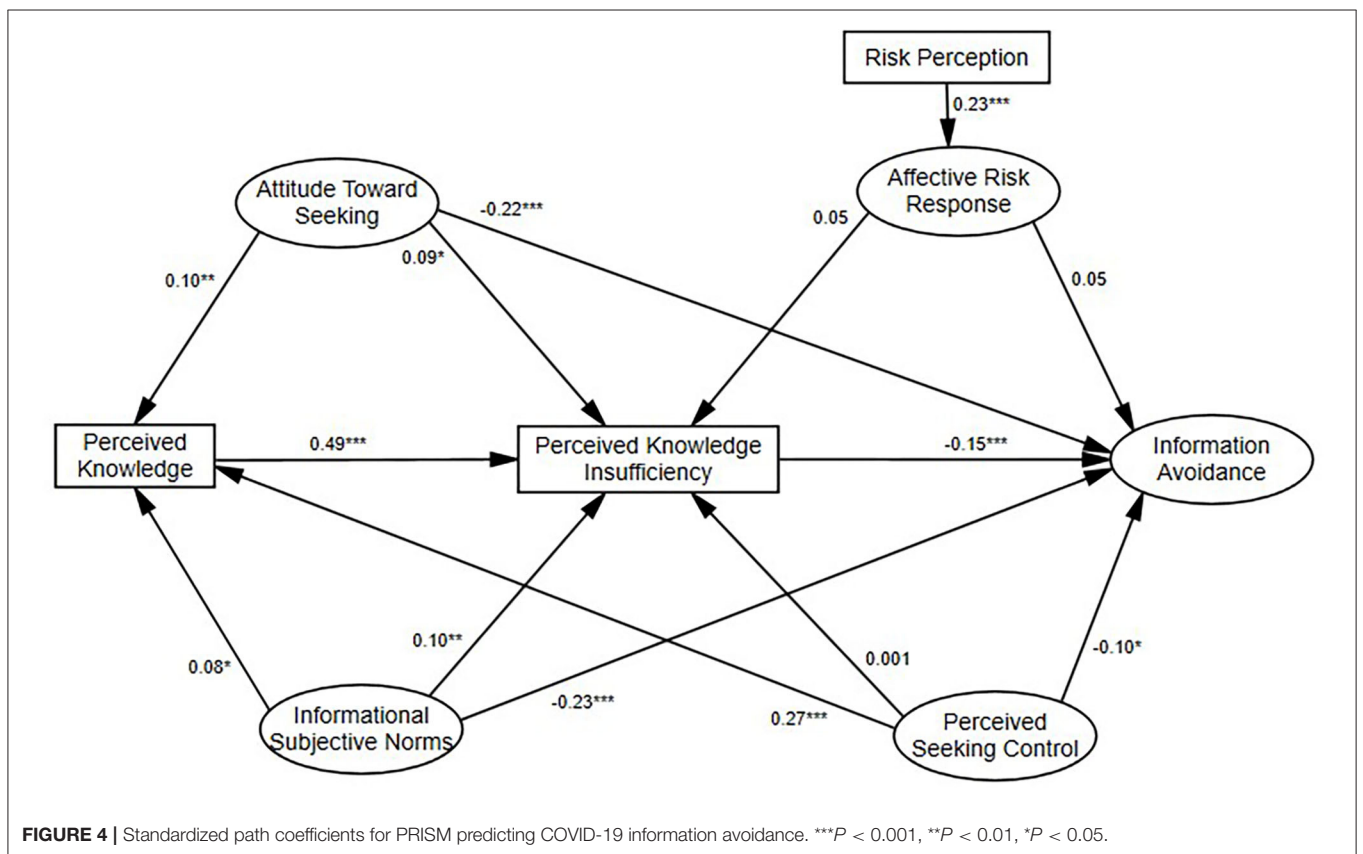 Risk Perception
0.23***
Affective Risk
Response
Attitude Toward
Seeking
-0.22***
0.05
0.09*
0.10**
0.05
Perceived
Knowledge
0.49***
Perceived Knowledge
Insufficiency
-0.15***
Information
Avoidance
0.10**
0.001
-0.10*
0.08*
-0.23***
0.27***
Informational
Subjective Norms
Perceived
Seeking Control
FIGURE 4 | Standardized path coefficients for PRISM predicting COVID-19 information avoidance. ***P < 0.001, **P < 0.01, *P < 0.05.